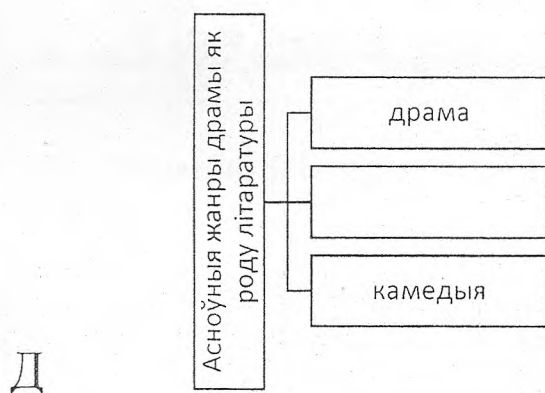 Асноўныя жанры драмы як
роду літаратуры
драма
камедыя
Д